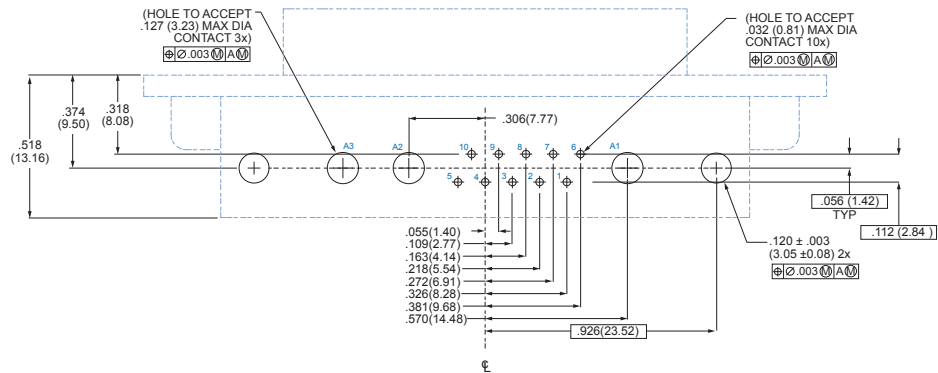 (HOLE TO ACCEPT
.127 (3.23) MAX DIA
CONTACT 3x)
⌖ Ø.003 Ⓜ A Ⓜ
(HOLE TO ACCEPT
.032 (0.81) MAX DIA
CONTACT 10x)
⌖ Ø.003 Ⓜ A Ⓜ
.518
(13.16)
.374
(9.50)
.318
(8.08)
.306(7.77)
A3
A2
10
9
8
7
6
A1
5
4
3
2
1
.056 (1.42)
TYP
.112 (2.84 )
.120 ± .003
(3.05 ±0.08) 2x
⌖ Ø.003 Ⓜ A Ⓜ
.055(1.40)
.109(2.77)
.163(4.14)
.218(5.54)
.272(6.91)
.326(8.28)
.381(9.68)
.570(14.48)
.926(23.52)
℄